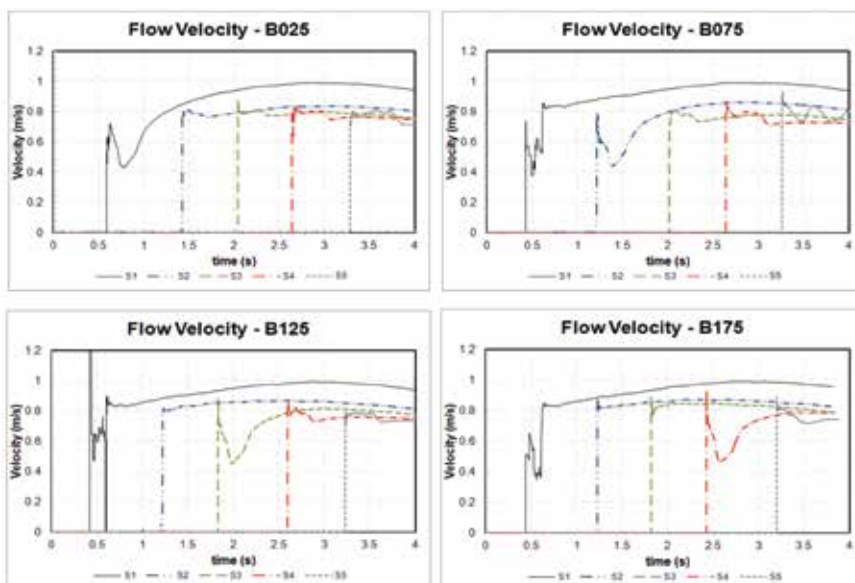 Flow Velocity - B025
1.2
1
0.8
0.6
0.4
0.2
0
Velocity (m/s)
0 0.5 1 1.5 2 2.5 3 3.5 4
time (s)
S1 S2 S3 S4 S5
Flow Velocity - B075
1.2
1
0.8
0.6
0.4
0.2
0
Velocity (m/s)
0 0.5 1 1.5 2 2.5 3 3.5 4
time (s)
S1 S2 S3 S4 S5
Flow Velocity - B125
1.2
1
0.8
0.6
0.4
0.2
0
Velocity (m/s)
0 0.5 1 1.5 2 2.5 3 3.5 4
time (s)
S1 S2 S3 S4 S5
Flow Velocity - B175
1.2
1
0.8
0.6
0.4
0.2
0
Velocity (m/s)
0 0.5 1 1.5 2 2.5 3 3.5 4
time (s)
S1 S2 S3 S4 S5